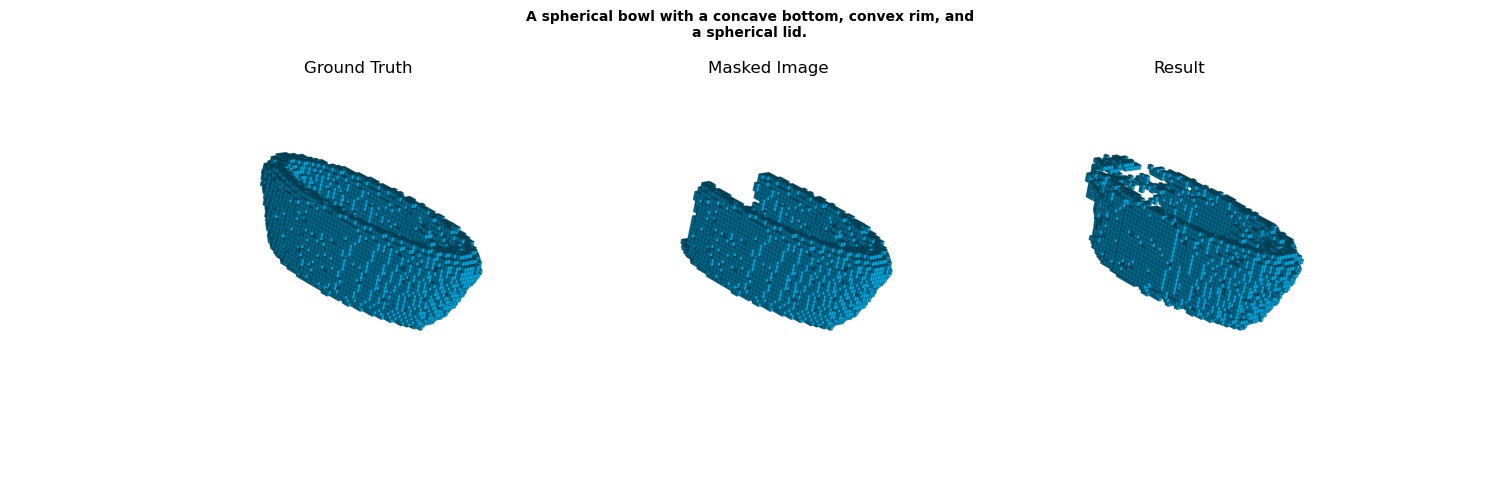 A spherical bowl with a concave bottom, convex rim, and
a spherical lid.
Ground Truth
Masked Image
Result